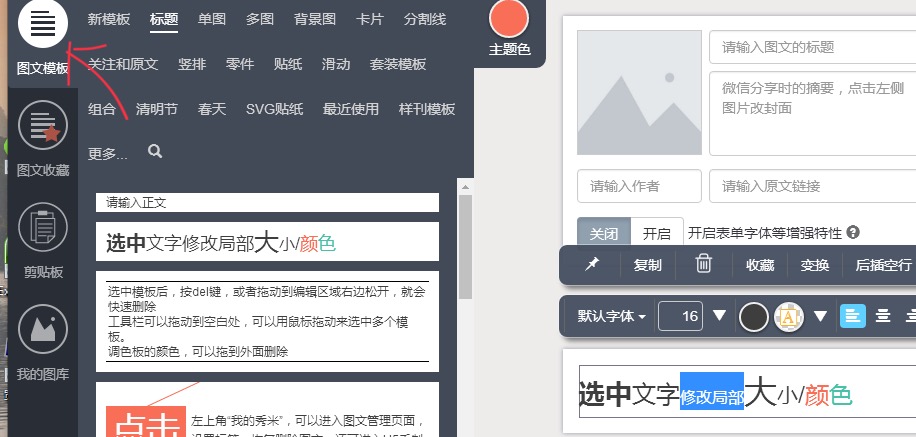 图文模板
图文收藏
剪贴板
我的图库
新模板 标题 单图 多图 背景图 卡片 分割线
关注和原文 竖排 零件 贴纸 滑动 套装模板
组合 清明节 春天 SVG贴纸 最近使用 样刊模板
更多...
主题色
请输入正文
选中文字修改局部大小/颜色
选中模板后，按del键，或者拖动到编辑区域右边松开，就会
快速删除
工具栏可以拖动到空白处，可以用鼠标拖动来选中多个模
板。
调色板的颜色，可以拖到外面删除
点击
左上角“我的秀米”，可以进入图文管理页面，
请输入图文的标题
微信分享时的摘要，点击左侧
图片改封面
请输入作者 请输入原文链接
关闭 开启 开启表单字体等增强特性
复制 收藏 变换 后插空行
默认字体 16 A
选中文字修改局部大小/颜色